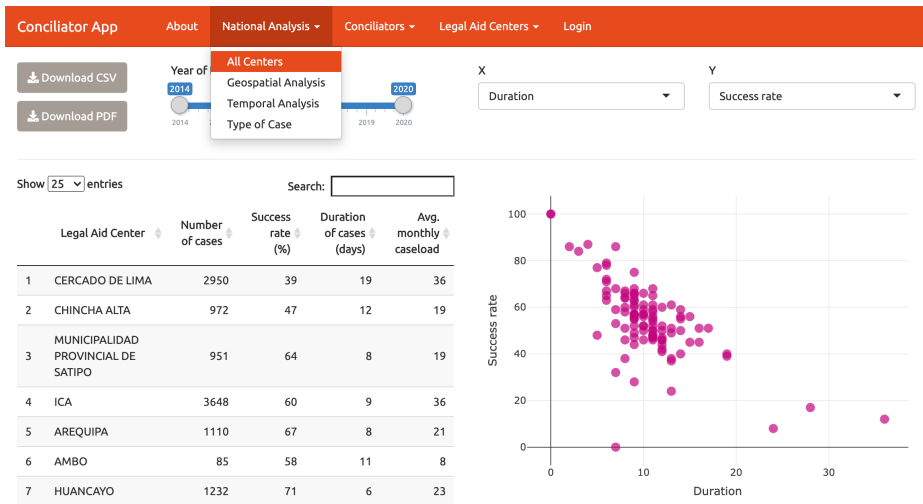 Conciliator App About National Analysis Conciliators Legal Aid Centers Login
All Centers
Geospatial Analysis
Temporal Analysis
Type of Case
Download CSV
Download PDF
Year of
2014 2020
2014 2019 2020
X
Duration
Y
Success rate
Show 25 entries
Search:
Legal Aid Center Number of cases Success rate (%) Duration of cases (days) Avg. monthly caseload
1 CERCADO DE LIMA 2950 39 19 36
2 CHINCHA ALTA 972 47 12 19
3 MUNICIPALIDAD PROVINCIAL DE SATIPO 951 64 8 19
4 ICA 3648 60 9 36
5 AREQUIPA 1110 67 8 21
6 AMBO 85 58 11 8
7 HUANCAYO 1232 71 6 23
100
80
60
40
20
0
Success rate
0 10 20 30
Duration